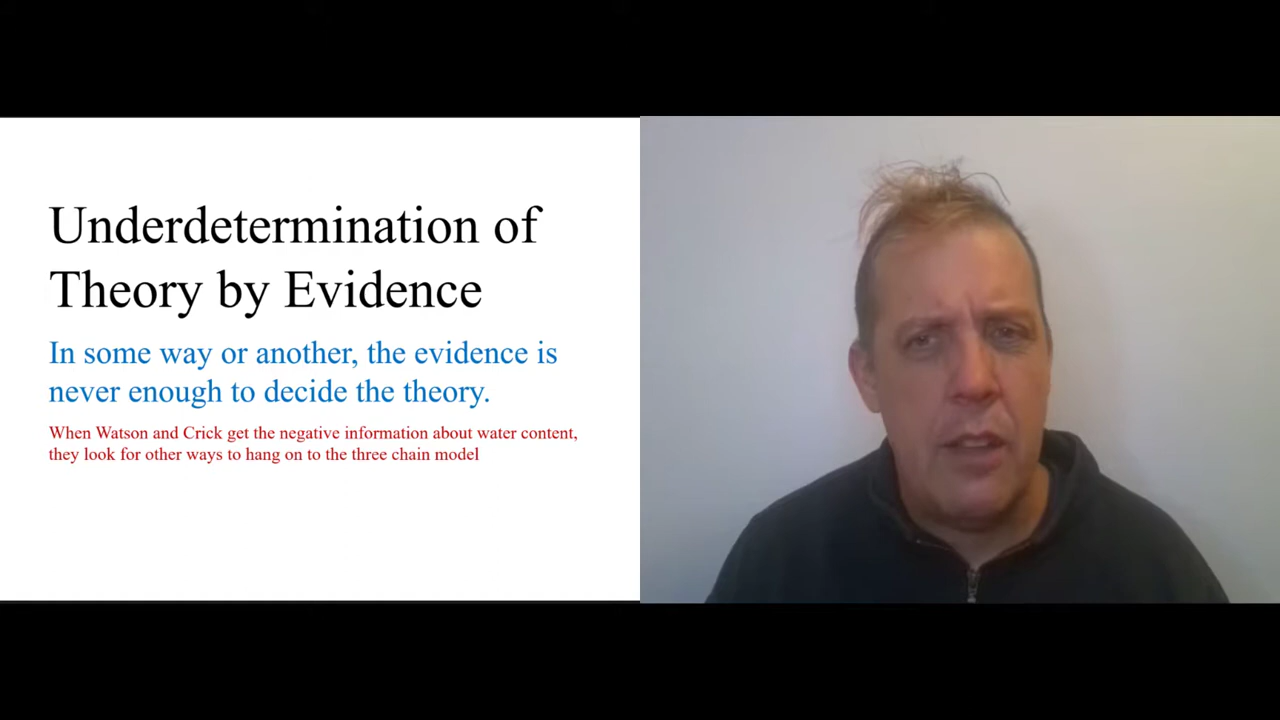 Underdetermination of
Theory by Evidence
In some way or another, the evidence is
never enough to decide the theory.
When Watson and Crick get the negative information about water content,
they look for other ways to hang on to the three chain model